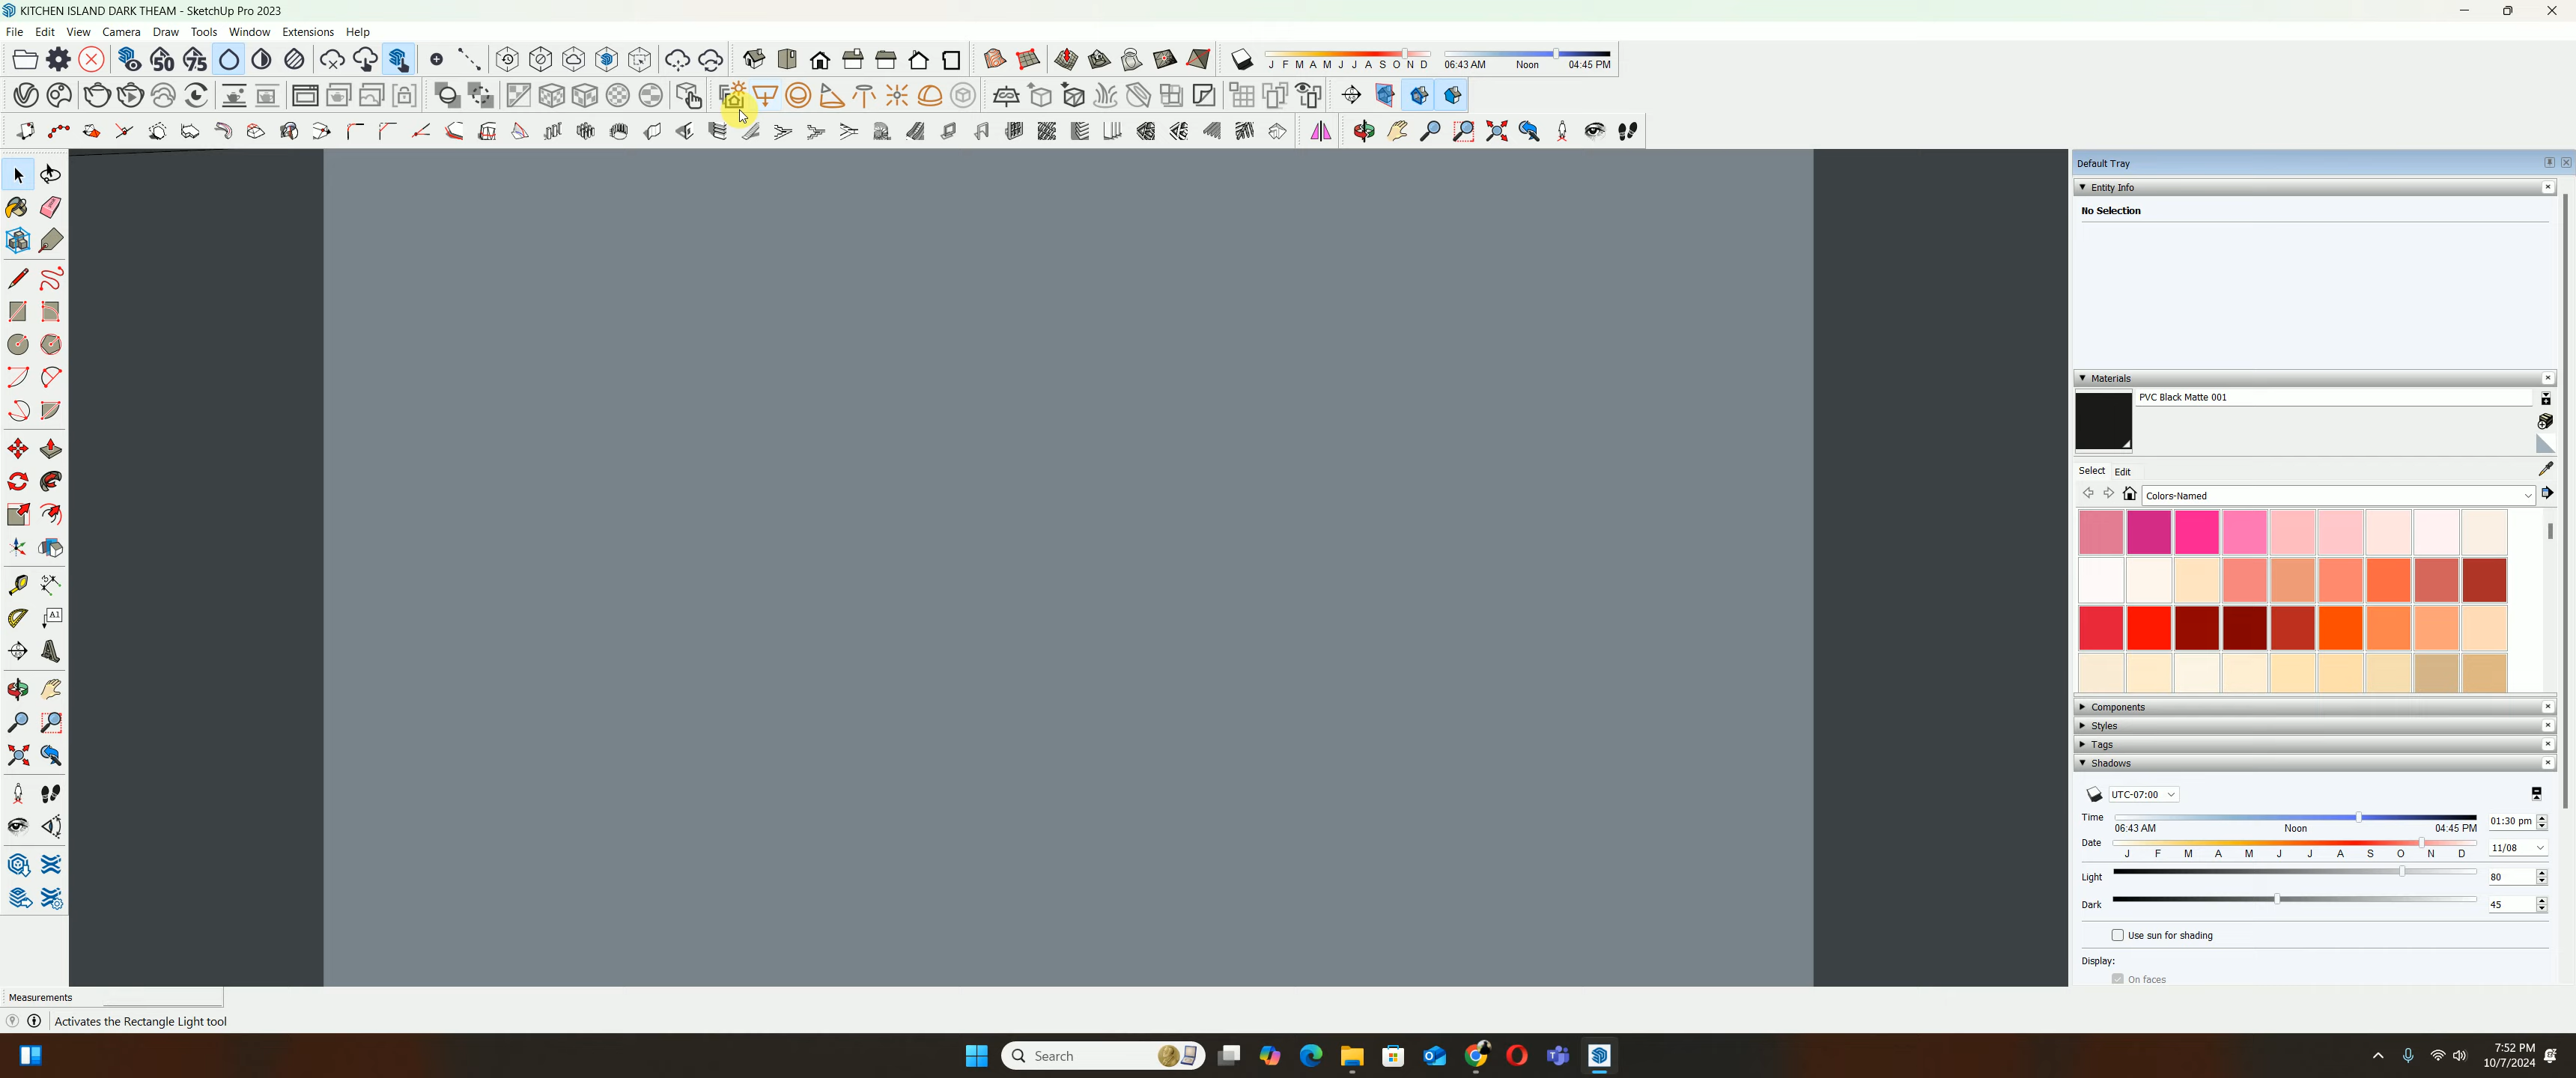 KITCHEN ISLAND DARK THEAM - SketchUp Pro 2023
File Edit View Camera Draw Tools Window Extensions Help
50 75
J F M A M J J A S O N D 06:43 AM Noon 04:45 PM
Default Tray
Entity Info
No Selection
Materials
PVC Black Matte 001
Select Edit
Colors-Named
A1
Components
Styles
Tags
Shadows
UTC-07:00
Time 01:30 pm
06:43 AM Noon 04:45 PM
Date 11/08
J F M A M J J A S O N D
Light 80
Dark 45
Use sun for shading
Display:
On faces
Measurements
Activates the Rectangle Light tool
Search
7:52 PM
10/7/2024